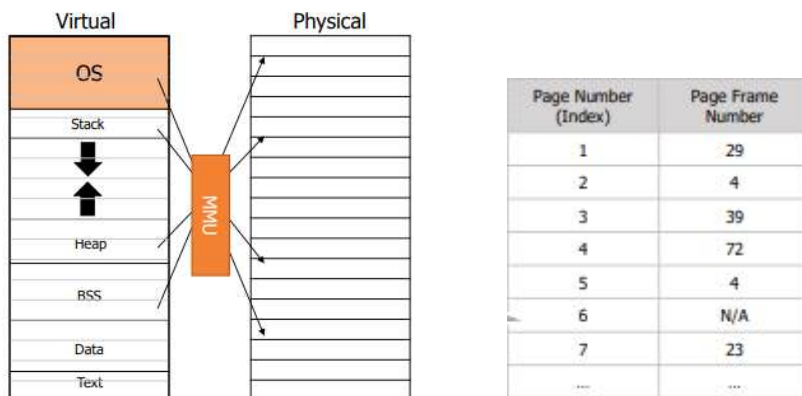 Virtual
Physical
OS
Stack
MMU
Heap
BSS
Data
Text
Page Number (Index) Page Frame Number
1 29
2 4
3 39
4 72
5 4
6 N/A
7 23
... ...